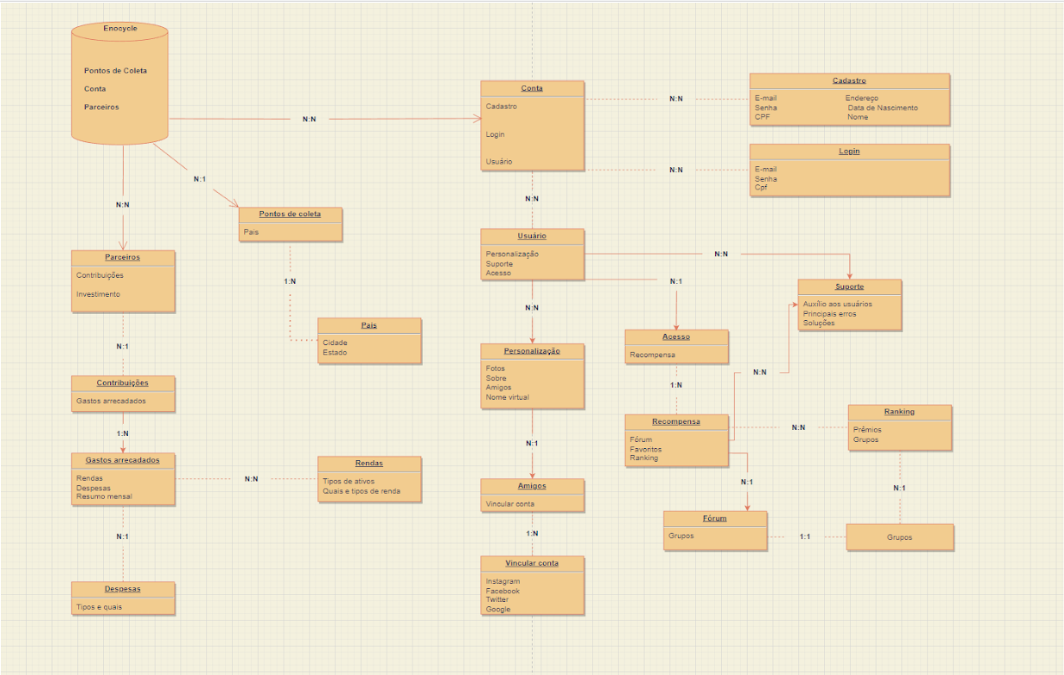 Enocycle
Pontos de Coleta
Conta
Parceiros
N:N
N:1
N:N
Pontos de coleta
Pais
1:N
Pais
Cidade
Estado
Parceiros
Contribuições
Investimento
N:1
Contribuições
Gastos arrecadados
1:N
Gastos arrecadados
Rendas
Despesas
Resumo mensal
N:N
Rendas
Tipos de ativos
Quais e tipos de renda
N:1
Despesas
Tipos e quais
Conta
Cadastro
Login
Usuário
N:N
Cadastro
E-mail Endereço
Senha Data de Nascimento
CPF Nome
N:N
Login
E-mail
Senha
Cpf
N:N
Usuário
Personalização
Suporte
Acesso
N:N
Suporte
Auxílio aos usuários
Principais erros
Soluções
N:1
Acesso
Recompensa
1:N
Recompensa
Fórum
Favoritos
Ranking
N:N
N:N
Ranking
Prêmios
Grupos
N:1
Fórum
Grupos
1:1
Grupos
N:1
N:N
Personalização
Fotos
Sobre
Amigos
Nome virtual
N:1
Amigos
Vincular conta
1:N
Vincular conta
Instagram
Facebook
Twitter
Google